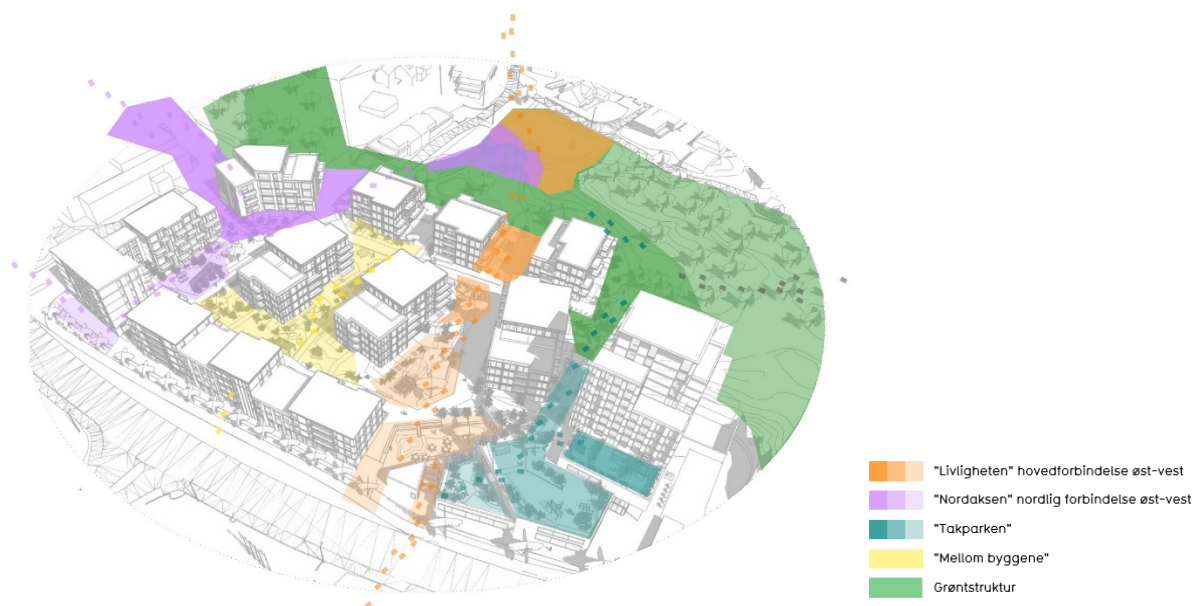 "Livligheten" hovedforbindelse øst-vest
"Nordaksen" nordlig forbindelse øst-vest
"Takparken"
"Mellom byggene"
Grøntstruktur